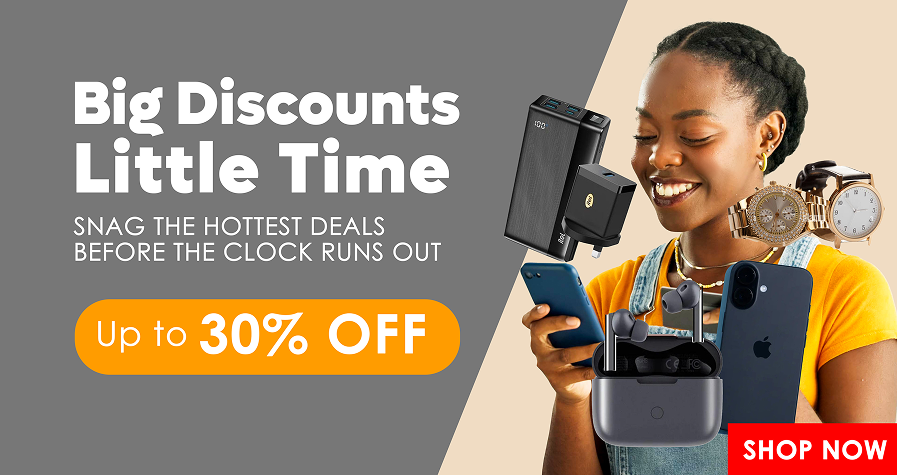 Big Discounts
Little Time
SNAG THE HOTTEST DEALS
BEFORE THE CLOCK RUNS OUT
Up to 30% OFF
100
SHOP NOW